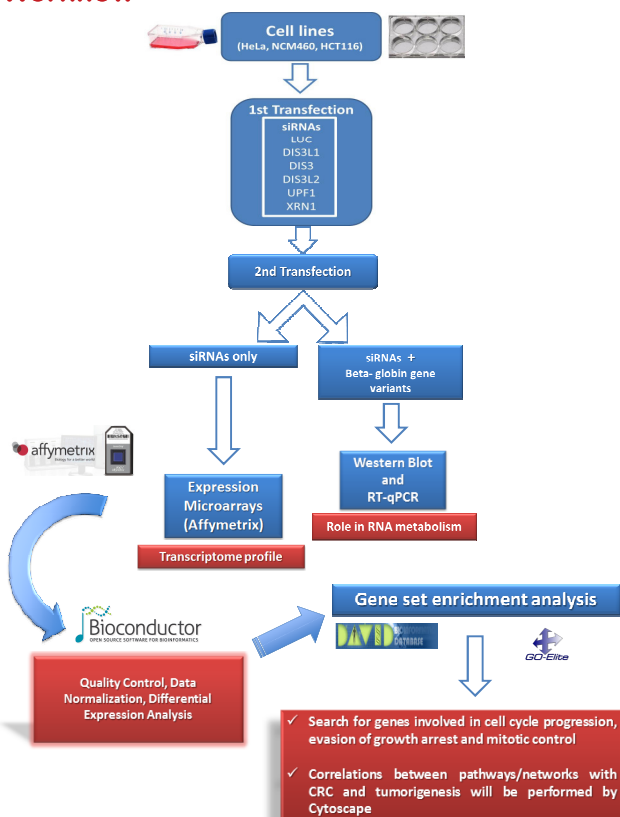 Workflow
Cell lines
(HeLa, NCM460, HCT116)
1st Transfection
siRNAs
LUC
DIS3L1
DIS3
DIS3L2
UPF1
XRN1
2nd Transfection
siRNAs only
siRNAs +
Beta- globin gene
variants
affymetrix
Expression
Microarrays
(Affymetrix)
Western Blot
and
RT-qPCR
Transcriptome profile
Role in RNA metabolism
Bioconductor
OPEN SOURCE SOFTWARE FOR BIOINFORMATICS
Gene set enrichment analysis
DAVID
DATABASE
GO-Elite
Quality Control, Data
Normalization, Differential
Expression Analysis
✓ Search for genes involved in cell cycle progression,
evasion of growth arrest and mitotic control
✓ Correlations between pathways/networks with
CRC and tumorigenesis will be performed by
Cytoscape